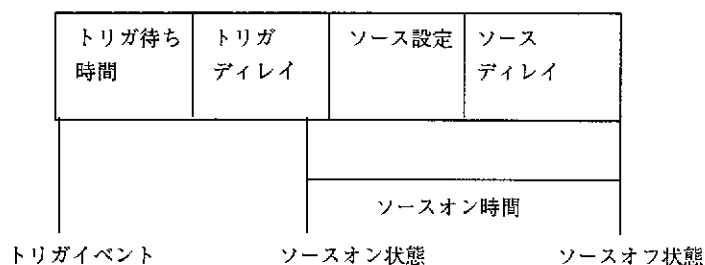 トリガ待ち
時間
トリガ
ディレイ
ソース設定
ソース
ディレイ
ソースオン時間
トリガイベント
ソースオン状態
ソースオフ状態